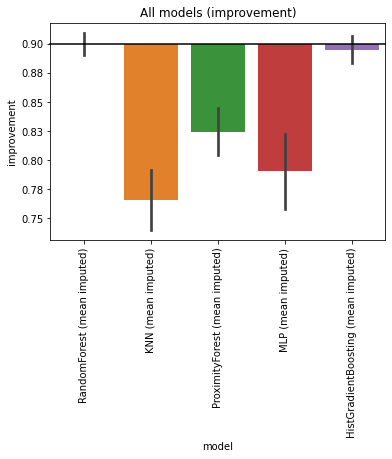 All models (improvement)
improvement
0.90
0.88
0.85
0.83
0.80
0.78
0.75
RandomForest (mean imputed)
KNN (mean imputed)
ProximityForest (mean imputed)
MLP (mean imputed)
HistGradientBoosting (mean imputed)
model